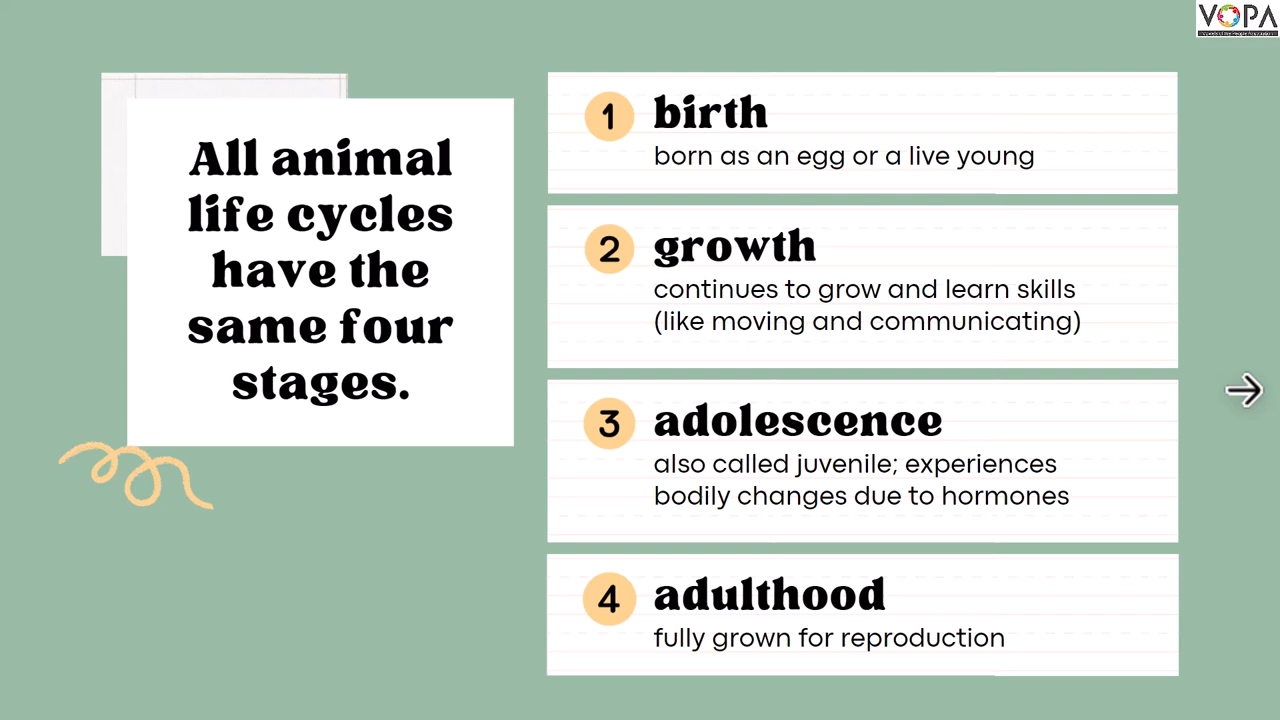 VOPA
All animal
life cycles
have the
same four
stages.
1 birth
born as an egg or a live young
2 growth
continues to grow and learn skills
(like moving and communicating)
3 adolescence
also called juvenile; experiences
bodily changes due to hormones
4 adulthood
fully grown for reproduction